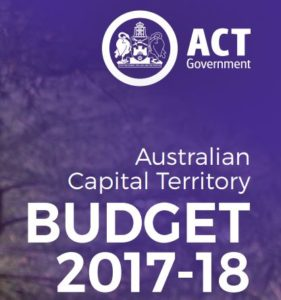 ACT
Government
Australian
Capital Territory
BUDGET
2017-18